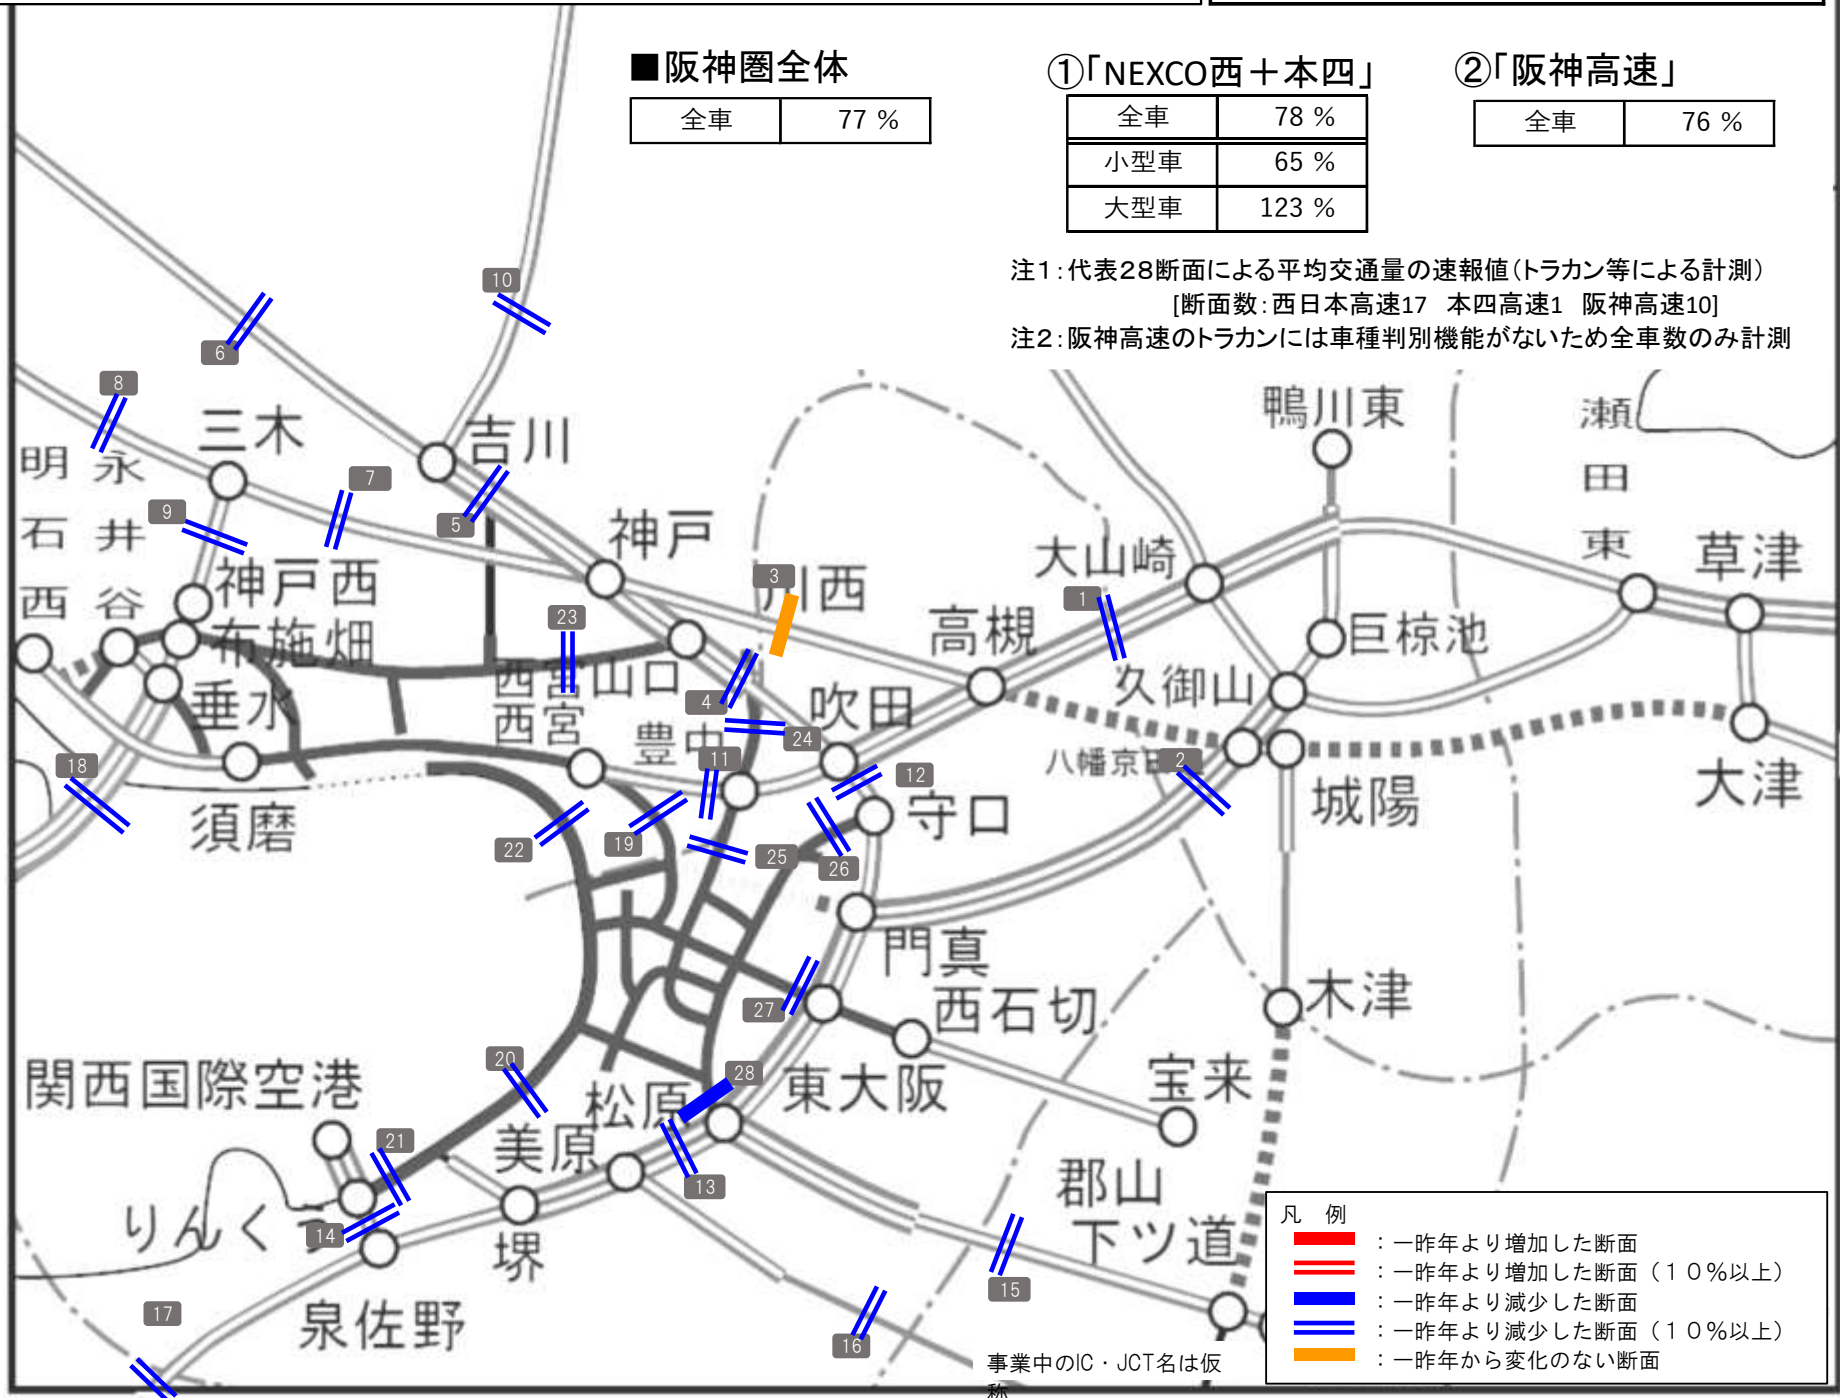 ■阪神圏全体
全車 77 %
①｢NEXCO西＋本四｣
全車 78 %
小型車 65 %
大型車 123 %
②｢阪神高速｣
全車 76 %
注1：代表28断面による平均交通量の速報値（トラカン等による計測）
[断面数：西日本高速17 本四高速1 阪神高速10]
注2：阪神高速のトラカンには車種判別機能がないため全車数のみ計測
10
6
8
三木
吉川
鴨川東
瀬田東
明石西
永井谷
7
9
5
神戸
大山崎
草津
神戸西
3
川西
1
高槻
23
布施畑
巨椋池
西宮山口
久御山
垂水
西宮
4
吹田
豊中
24
11
八幡京田
2
18
12
城陽
大津
須磨
守口
22
19
25
26
門真
木津
27
西石切
関西国際空港
20
松原
28
東大阪
宝来
美原
21
13
郡山
りんくう
14
堺
下ツ道
15
17
泉佐野
16
事業中のIC・JCT名は仮
称
凡 例
：一昨年より増加した断面
：一昨年より増加した断面（１０％以上）
：一昨年より減少した断面
：一昨年より減少した断面（１０％以上）
：一昨年から変化のない断面